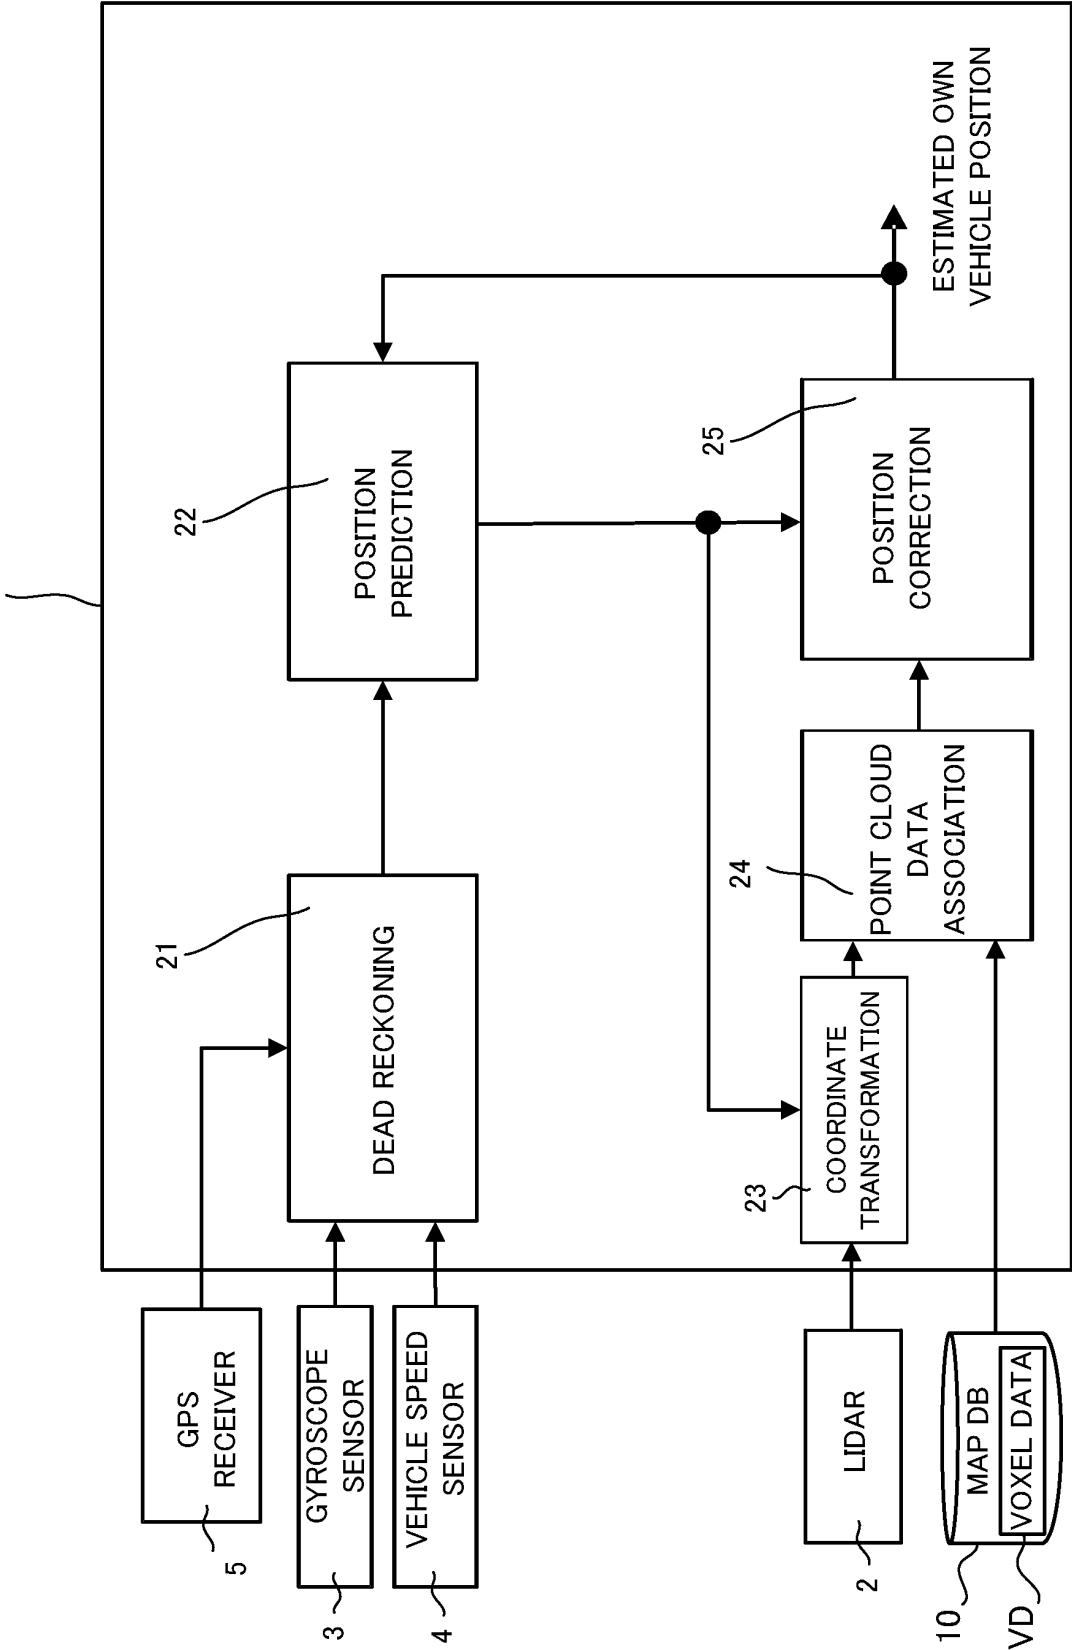 5
GPS
RECEIVER
3
GYROSCOPE
SENSOR
4
VEHICLE SPEED
SENSOR
21
DEAD RECKONING
22
POSITION
PREDICTION
2
LIDAR
10
MAP DB
VD
VOXEL DATA
23
COORDINATE
TRANSFORMATION
24
POINT CLOUD
DATA
ASSOCIATION
25
POSITION
CORRECTION
ESTIMATED OWN
VEHICLE POSITION